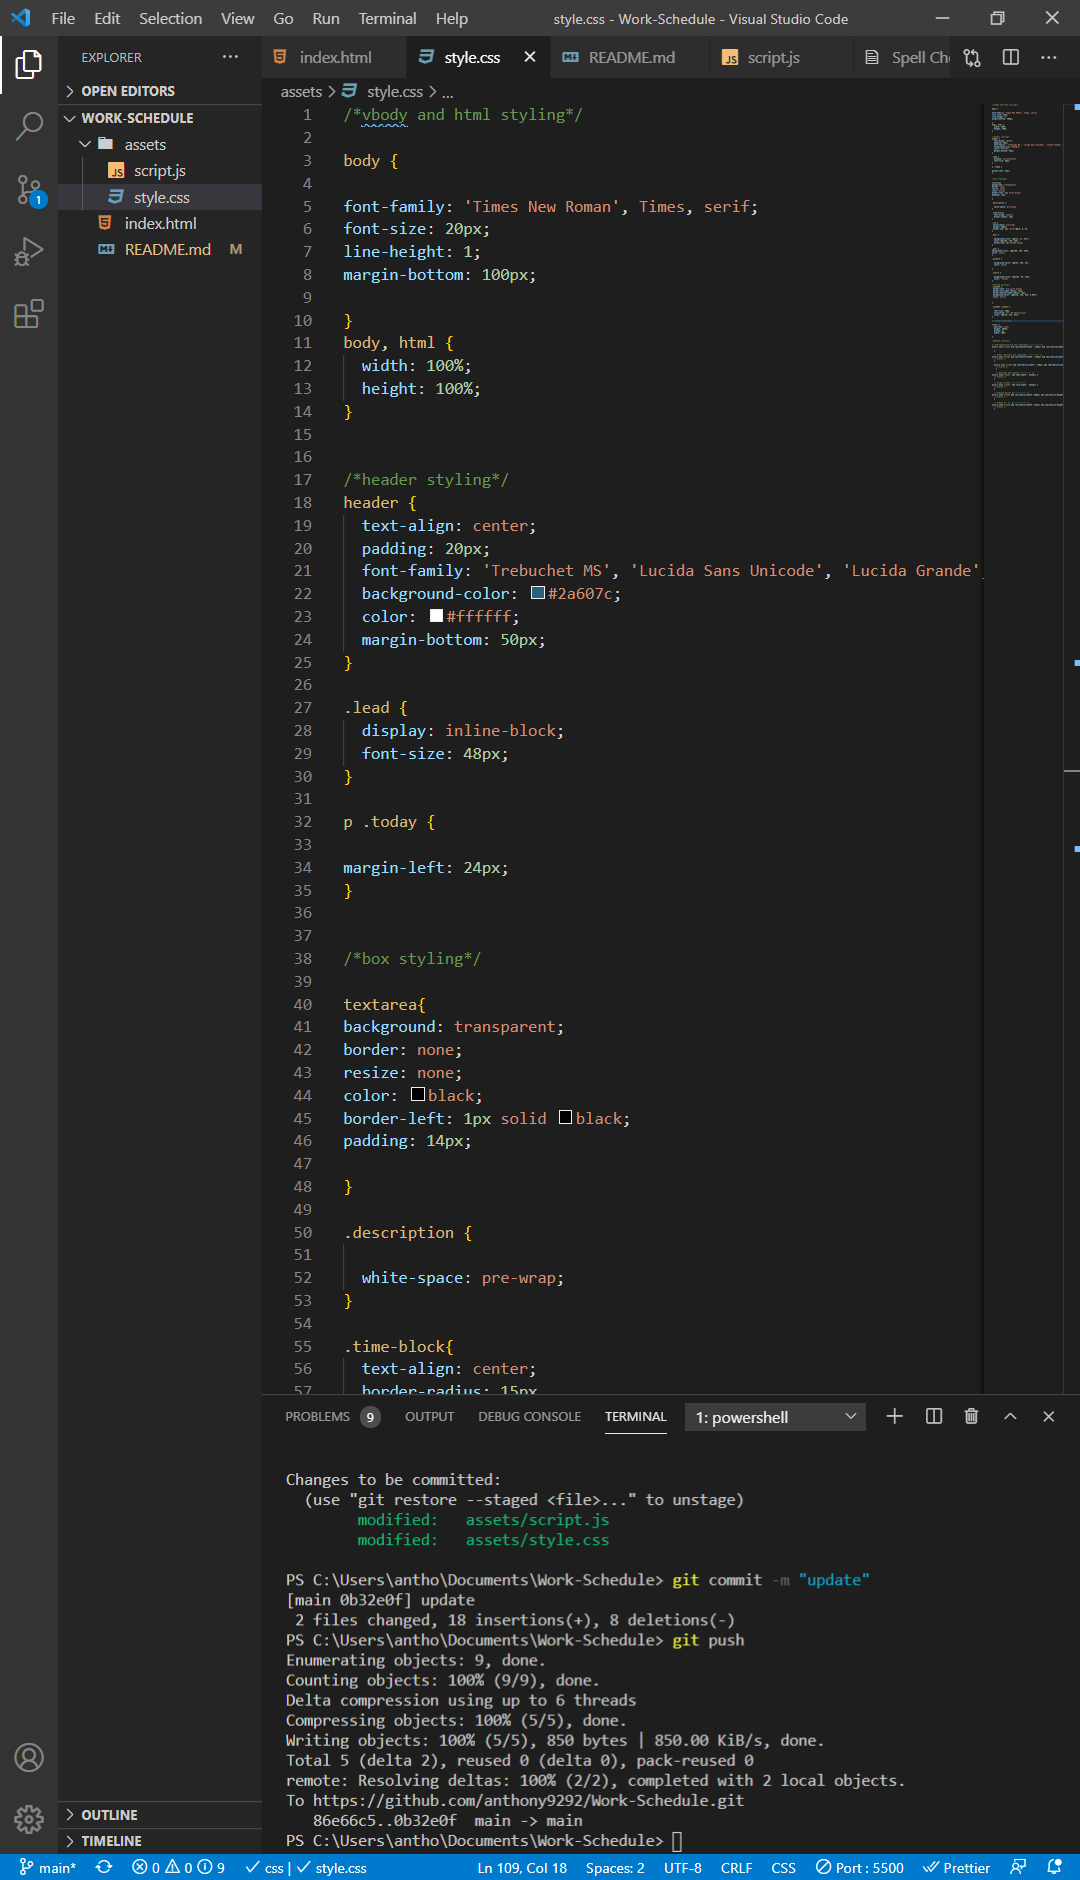 File Edit Selection View Go Run Terminal Help style.css - Work-Schedule - Visual Studio Code
EXPLORER
index.html style.css README.md script.js Spell Ch
OPEN EDITORS
assets > style.css > ...
WORK-SCHEDULE
assets
script.js
style.css
index.html
README.md M
1
1 /*vbody and html styling*/
2
3 body {
4
5 font-family: 'Times New Roman', Times, serif;
6 font-size: 20px;
7 line-height: 1;
8 margin-bottom: 100px;
9
10 }
11 body, html {
12 width: 100%;
13 height: 100%;
14 }
15
16
17 /*header styling*/
18 header {
19 text-align: center;
20 padding: 20px;
21 font-family: 'Trebuchet MS', 'Lucida Sans Unicode', 'Lucida Grande'
22 background-color: #2a607c;
23 color: #ffffff;
24 margin-bottom: 50px;
25 }
26
27 .lead {
28 display: inline-block;
29 font-size: 48px;
30 }
31
32 p .today {
33
34 margin-left: 24px;
35 }
36
37
38 /*box styling*/
39
40 textarea{
41 background: transparent;
42 border: none;
43 resize: none;
44 color: black;
45 border-left: 1px solid black;
46 padding: 14px;
47
48 }
49
50 .description {
51
52 white-space: pre-wrap;
53 }
54
55 .time-block{
56 text-align: center;
57 border-radius: 15px
PROBLEMS 9 OUTPUT DEBUG CONSOLE TERMINAL 1: powershell
Changes to be committed:
(use "git restore --staged <file>..." to unstage)
modified: assets/script.js
modified: assets/style.css
PS C:\Users\antho\Documents\Work-Schedule> git commit -m "update"
[main 0b32e0f] update
2 files changed, 18 insertions(+), 8 deletions(-)
PS C:\Users\antho\Documents\Work-Schedule> git push
Enumerating objects: 9, done.
Counting objects: 100% (9/9), done.
Delta compression using up to 6 threads
Compressing objects: 100% (5/5), done.
Writing objects: 100% (5/5), 850 bytes | 850.00 KiB/s, done.
Total 5 (delta 2), reused 0 (delta 0), pack-reused 0
remote: Resolving deltas: 100% (2/2), completed with 2 local objects.
To https://github.com/anthony9292/Work-Schedule.git
86e66c5..0b32e0f main -> main
PS C:\Users\antho\Documents\Work-Schedule>
OUTLINE
TIMELINE
main* 0 0 9 css | style.css Ln 109, Col 18 Spaces: 2 UTF-8 CRLF CSS Port : 5500 Prettier